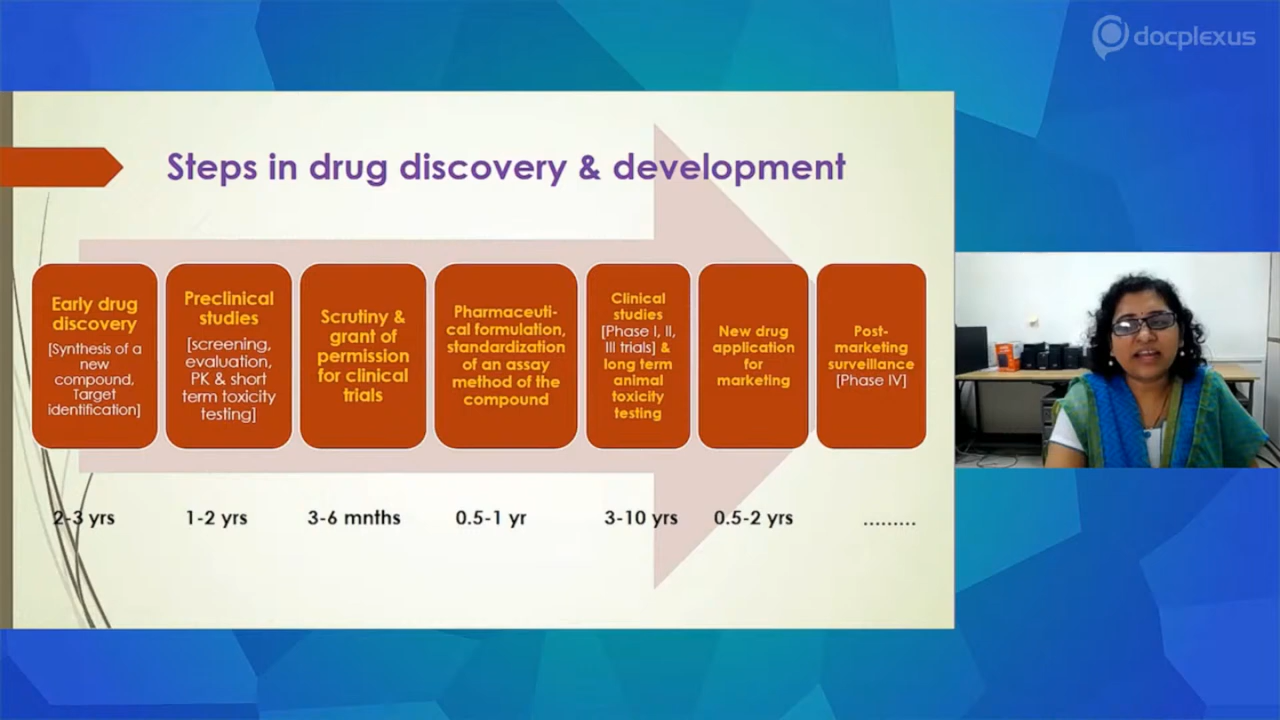 docplexus
Steps in drug discovery & development
Early drug
discovery
[Synthesis of a
new
compound,
Target
identification]
Preclinical
studies
[screening,
evaluation,
PK & short
term toxicity
testing]
Scrutiny &
grant of
permission
for clinical
trials
Pharmaceuti-
cal formulation,
standardization
of an assay
method of the
compound
Clinical
studies
[Phase I, II,
III trials] &
long term
animal
toxicity
testing
New drug
application
for
marketing
Post-
marketing
surveillance
[Phase IV]
2-3 yrs
1-2 yrs
3-6 mnths
0.5-1 yr
3-10 yrs
0.5-2 yrs
.........